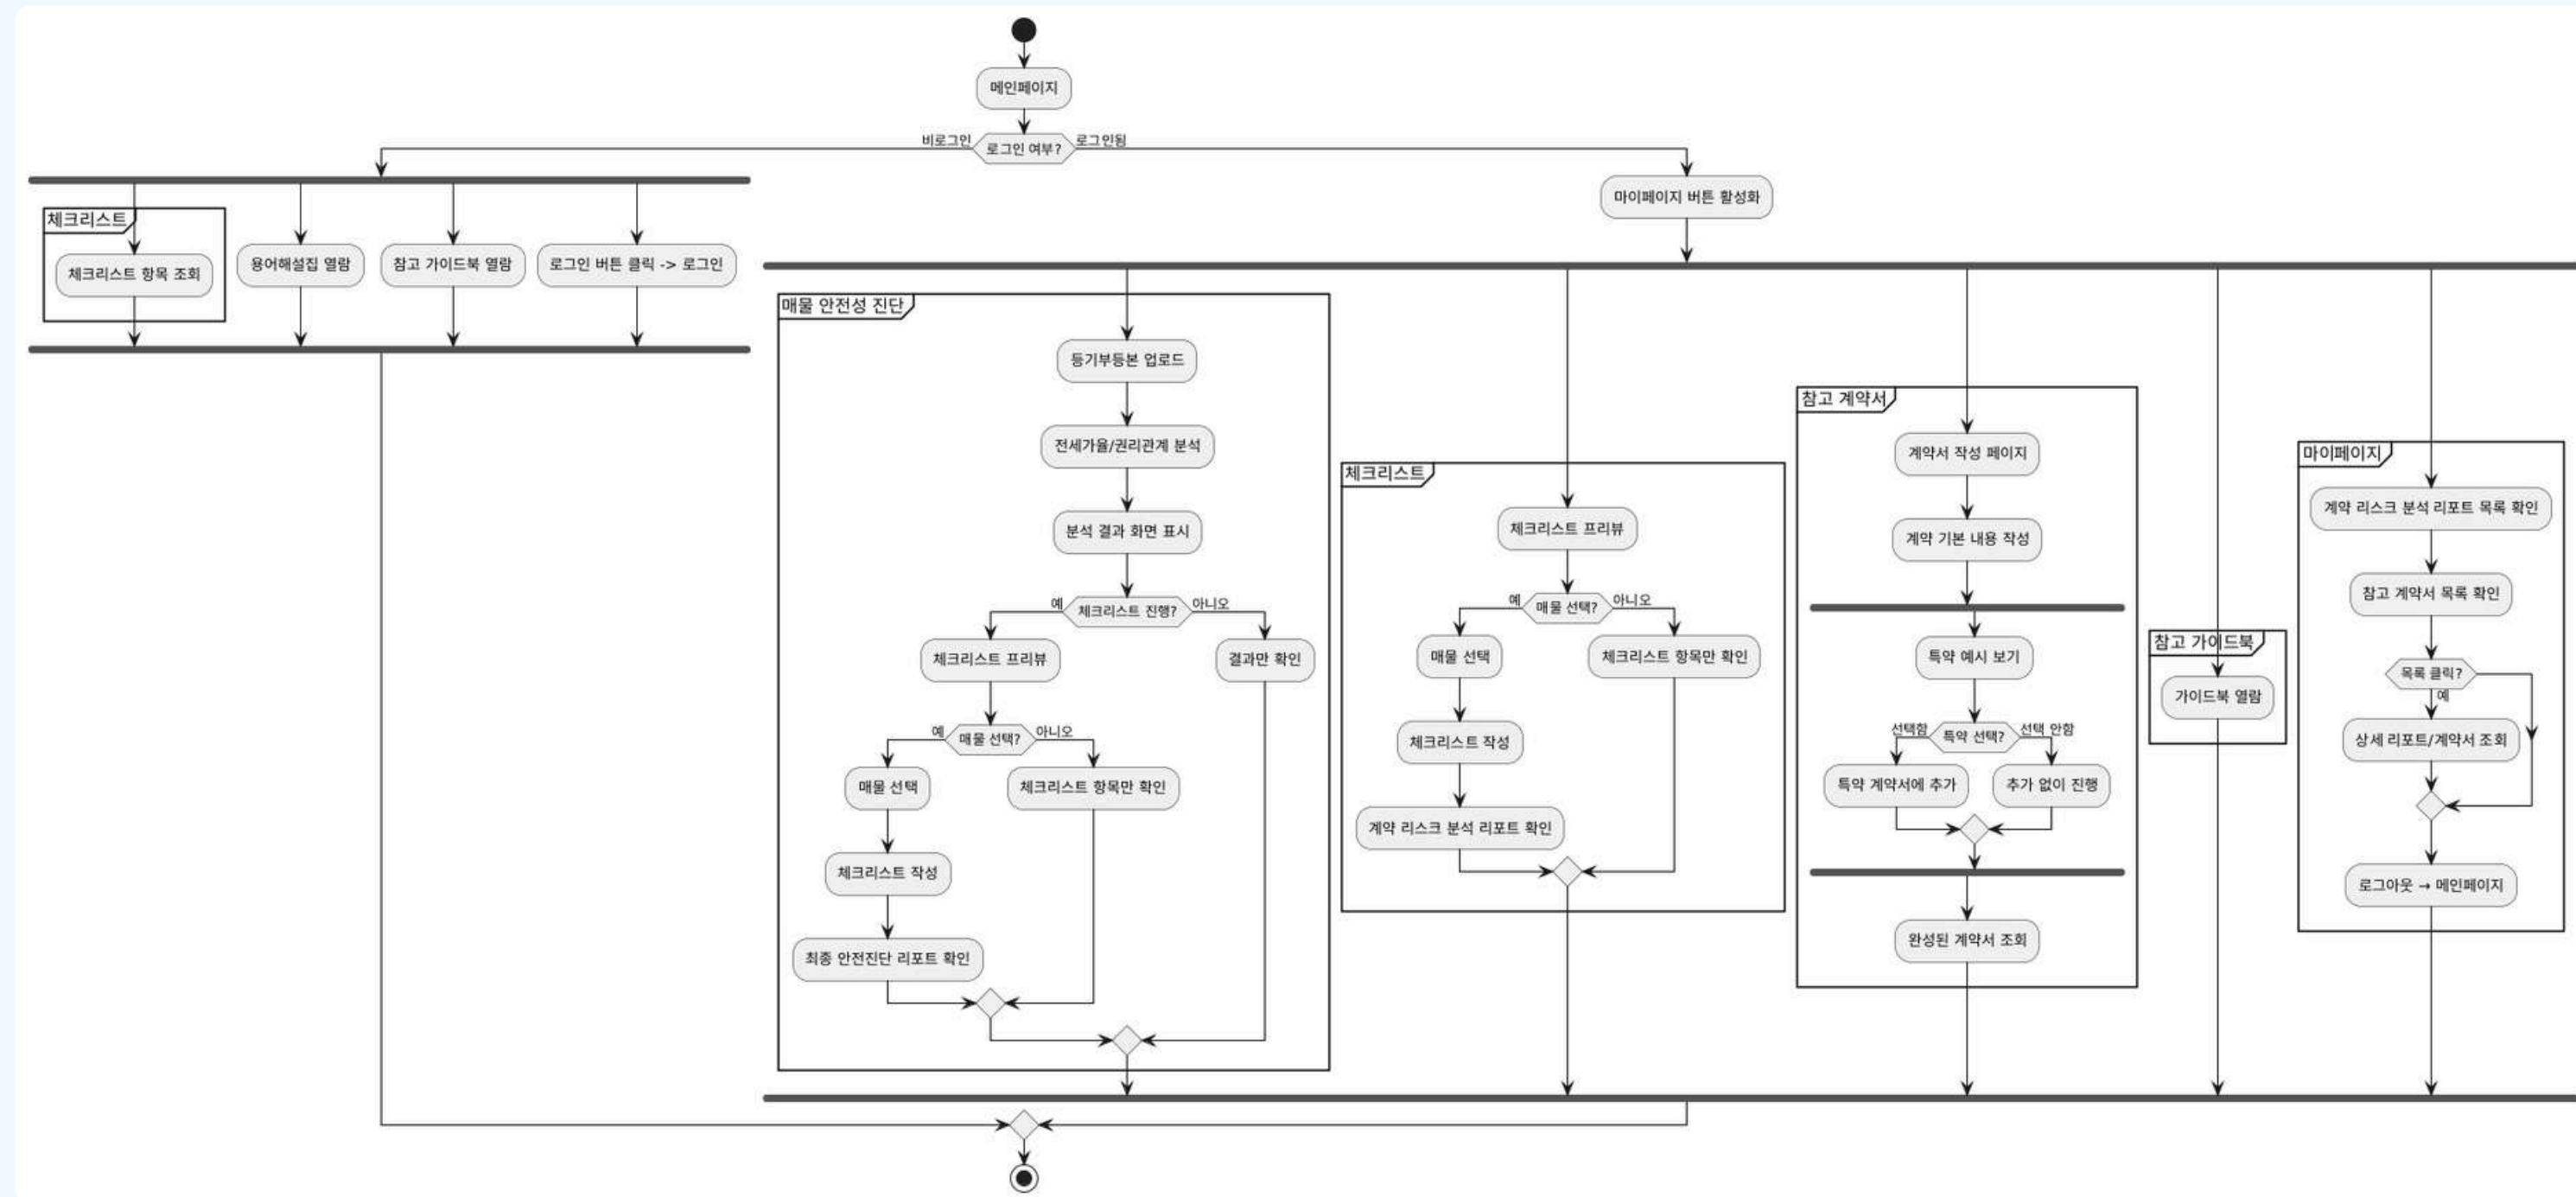 메인페이지
비로그인
로그인 여부?
로그인됨
마이페이지 버튼 활성화
체크리스트
체크리스트 항목 조회
용어해설집 열람
참고 가이드북 열람
로그인 버튼 클릭 -> 로그인
매물 안전성 진단
등기부등본 업로드
전세가율/권리관계 분석
분석 결과 화면 표시
예
체크리스트 진행?
아니오
체크리스트 프리뷰
결과만 확인
예
매물 선택?
아니오
매물 선택
체크리스트 항목만 확인
체크리스트 작성
최종 안전진단 리포트 확인
체크리스트
체크리스트 프리뷰
예
매물 선택?
아니오
매물 선택
체크리스트 항목만 확인
체크리스트 작성
계약 리스크 분석 리포트 확인
참고 계약서
계약서 작성 페이지
계약 기본 내용 작성
특약 예시 보기
선택함
특약 선택?
선택 안함
특약 계약서에 추가
추가 없이 진행
완성된 계약서 조회
참고 가이드북
가이드북 열람
마이페이지
계약 리스크 분석 리포트 목록 확인
참고 계약서 목록 확인
목록 클릭?
예
상세 리포트/계약서 조회
로그아웃 → 메인페이지